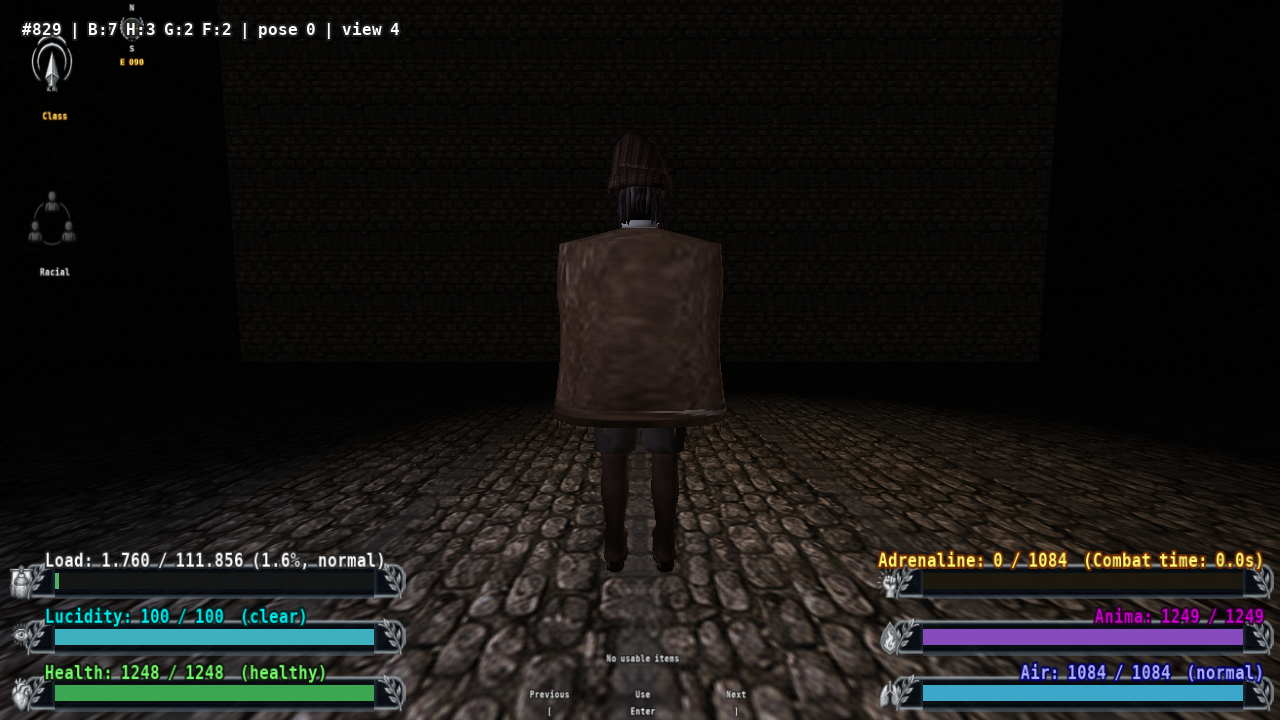 #829 | B:7 H:3 G:2 F:2 | pose 0 | view 4
N
S
E 090
Class
Racial
Load: 1.760 / 111.856 (1.6%, normal)
Lucidity: 100 / 100 (clear)
Health: 1248 / 1248 (healthy)
Adrenaline: 0 / 1084 (Combat time: 0.0s)
Anima: 1249 / 1249
Air: 1084 / 1084 (normal)
No usable items
Previous Use Next
[ Enter ]